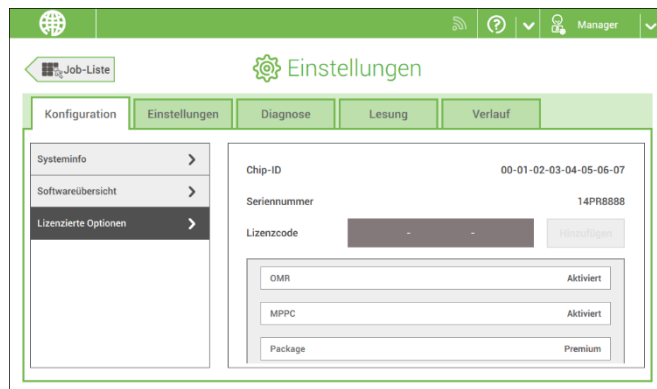 Manager
Job-Liste
Einstellungen
Konfiguration Einstellungen Diagnose Lesung Verlauf
Systeminfo
Softwareübersicht
Lizenzierte Optionen
Chip-ID 00-01-02-03-04-05-06-07
Seriennummer 14PR8888
Lizenzcode - - Hinzufügen
OMR Aktiviert
MPPC Aktiviert
Package Premium